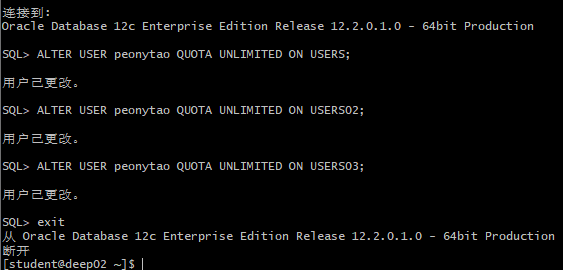 连接到:
Oracle Database 12c Enterprise Edition Release 12.2.0.1.0 - 64bit Production
SQL> ALTER USER peonytao QUOTA UNLIMITED ON USERS;
用户已更改。
SQL> ALTER USER peonytao QUOTA UNLIMITED ON USERS02;
用户已更改。
SQL> ALTER USER peonytao QUOTA UNLIMITED ON USERS03;
用户已更改。
SQL> exit
从 Oracle Database 12c Enterprise Edition Release 12.2.0.1.0 - 64bit Production
断开
[student@deep02 ~]$